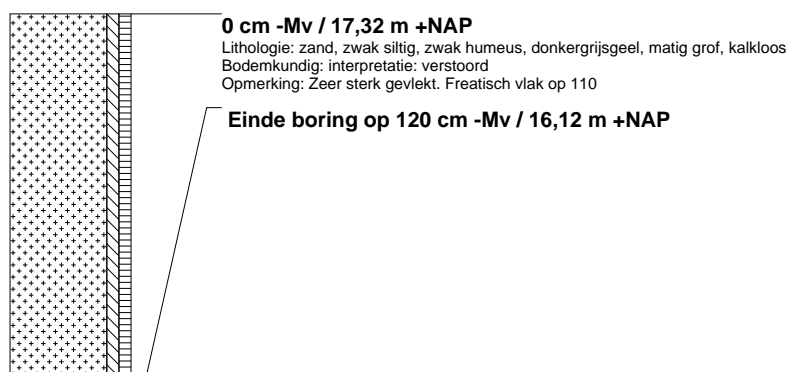 0 cm -Mv / 17,32 m +NAP
Lithologie: zand, zwak siltig, zwak humeus, donkergrijsgeel, matig grof, kalkloos
Bodemkundig: interpretatie: verstoord
Opmerking: Zeer sterk gevlekt. Freatisch vlak op 110
Einde boring op 120 cm -Mv / 16,12 m +NAP